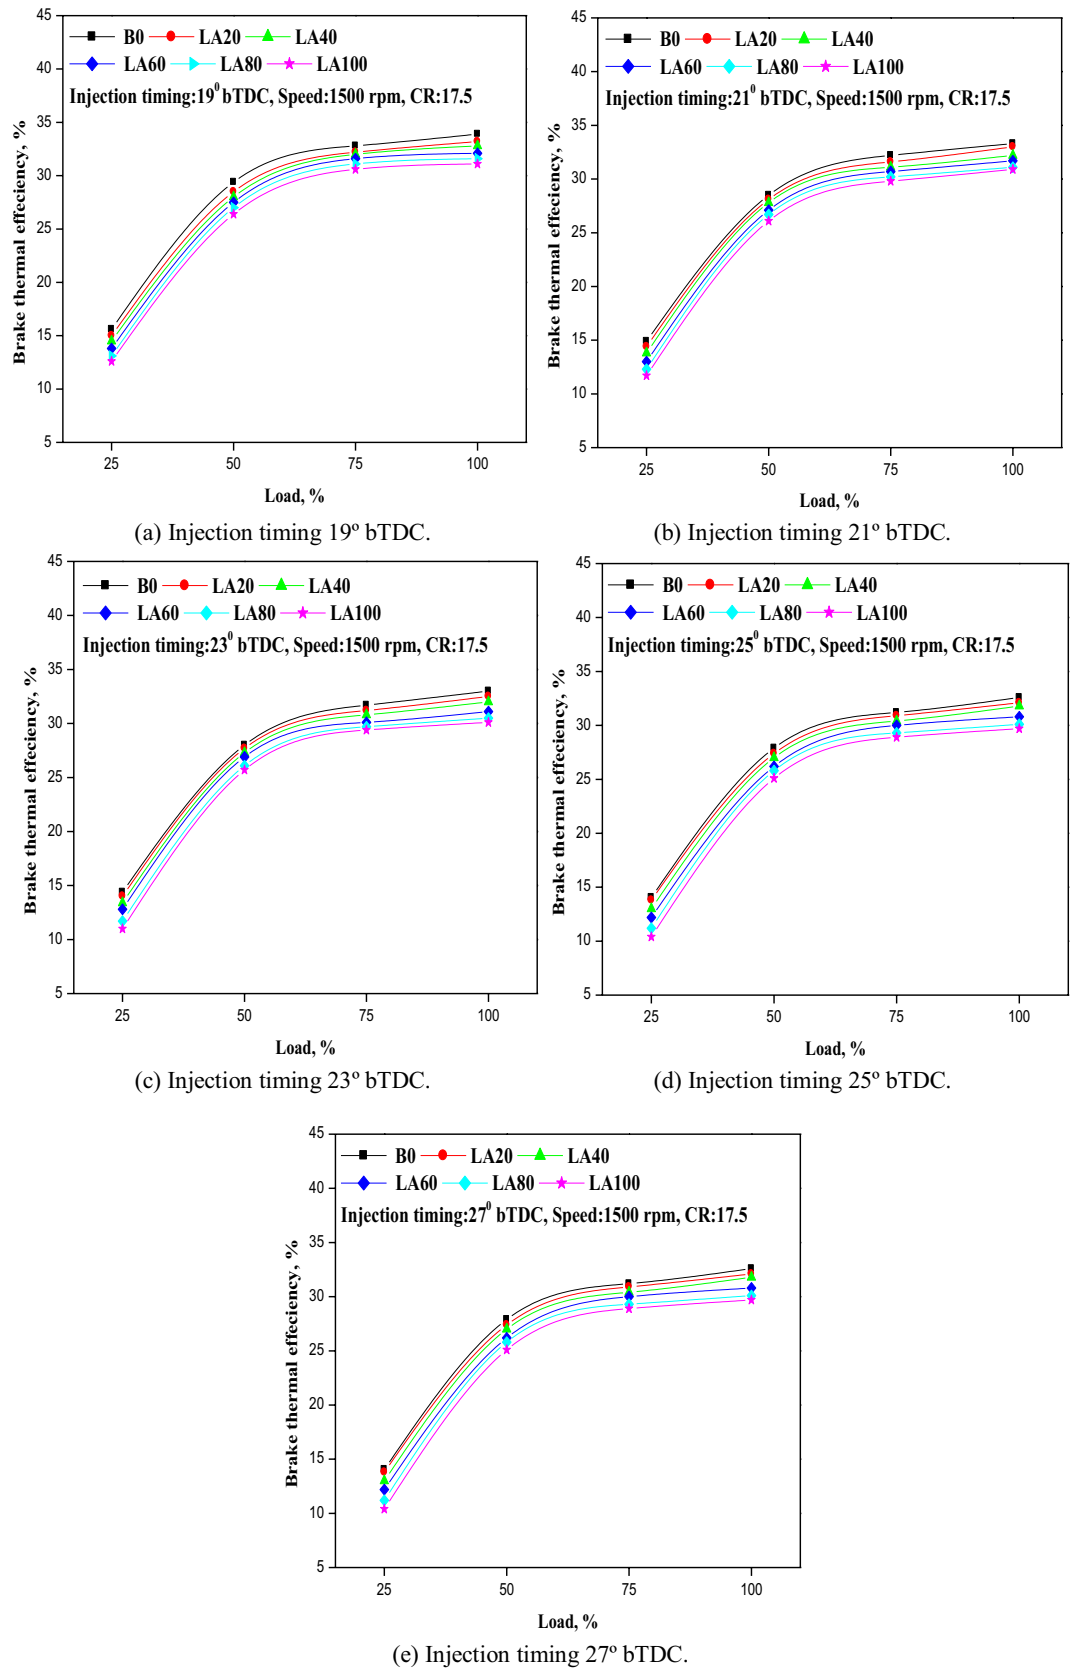 45
40
35
30
25
20
15
10
5
Brake thermal effeciency, %
B0 LA20 LA40
LA60 LA80 LA100
Injection timing:19⁰ bTDC, Speed:1500 rpm, CR:17.5
25 50 75 100
Load, %
(a) Injection timing 19º bTDC.
45
40
35
30
25
20
15
10
5
Brake thermal effeciency, %
B0 LA20 LA40
LA60 LA80 LA100
Injection timing:21⁰ bTDC, Speed:1500 rpm, CR:17.5
25 50 75 100
Load, %
(b) Injection timing 21º bTDC.
45
40
35
30
25
20
15
10
5
Brake thermal effeciency, %
B0 LA20 LA40
LA60 LA80 LA100
Injection timing:23⁰ bTDC, Speed:1500 rpm, CR:17.5
25 50 75 100
Load, %
(c) Injection timing 23º bTDC.
45
40
35
30
25
20
15
10
5
Brake thermal effeciency, %
B0 LA20 LA40
LA60 LA80 LA100
Injection timing:25⁰ bTDC, Speed:1500 rpm, CR:17.5
25 50 75 100
Load, %
(d) Injection timing 25º bTDC.
45
40
35
30
25
20
15
10
5
Brake thermal effeciency, %
B0 LA20 LA40
LA60 LA80 LA100
Injection timing:27⁰ bTDC, Speed:1500 rpm, CR:17.5
25 50 75 100
Load, %
(e) Injection timing 27º bTDC.